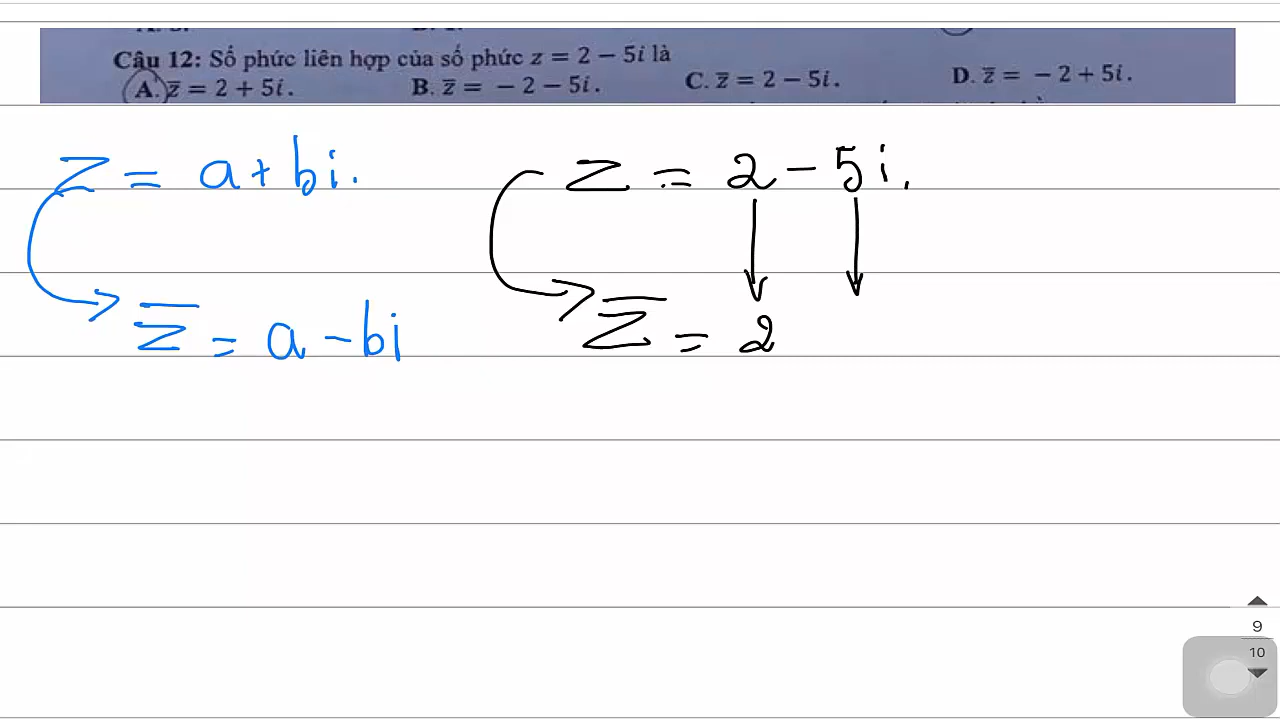 Câu 12: Số phức liên hợp của số phức z = 2 − 5i là
A. z̅ = 2 + 5i. B. z̅ = − 2 − 5i. C. z̅ = 2 − 5i. D. z̅ = − 2 + 5i.
z = a + bi. z = 2 − 5i.
z̅ = a − bi z̅ = 2
9
10